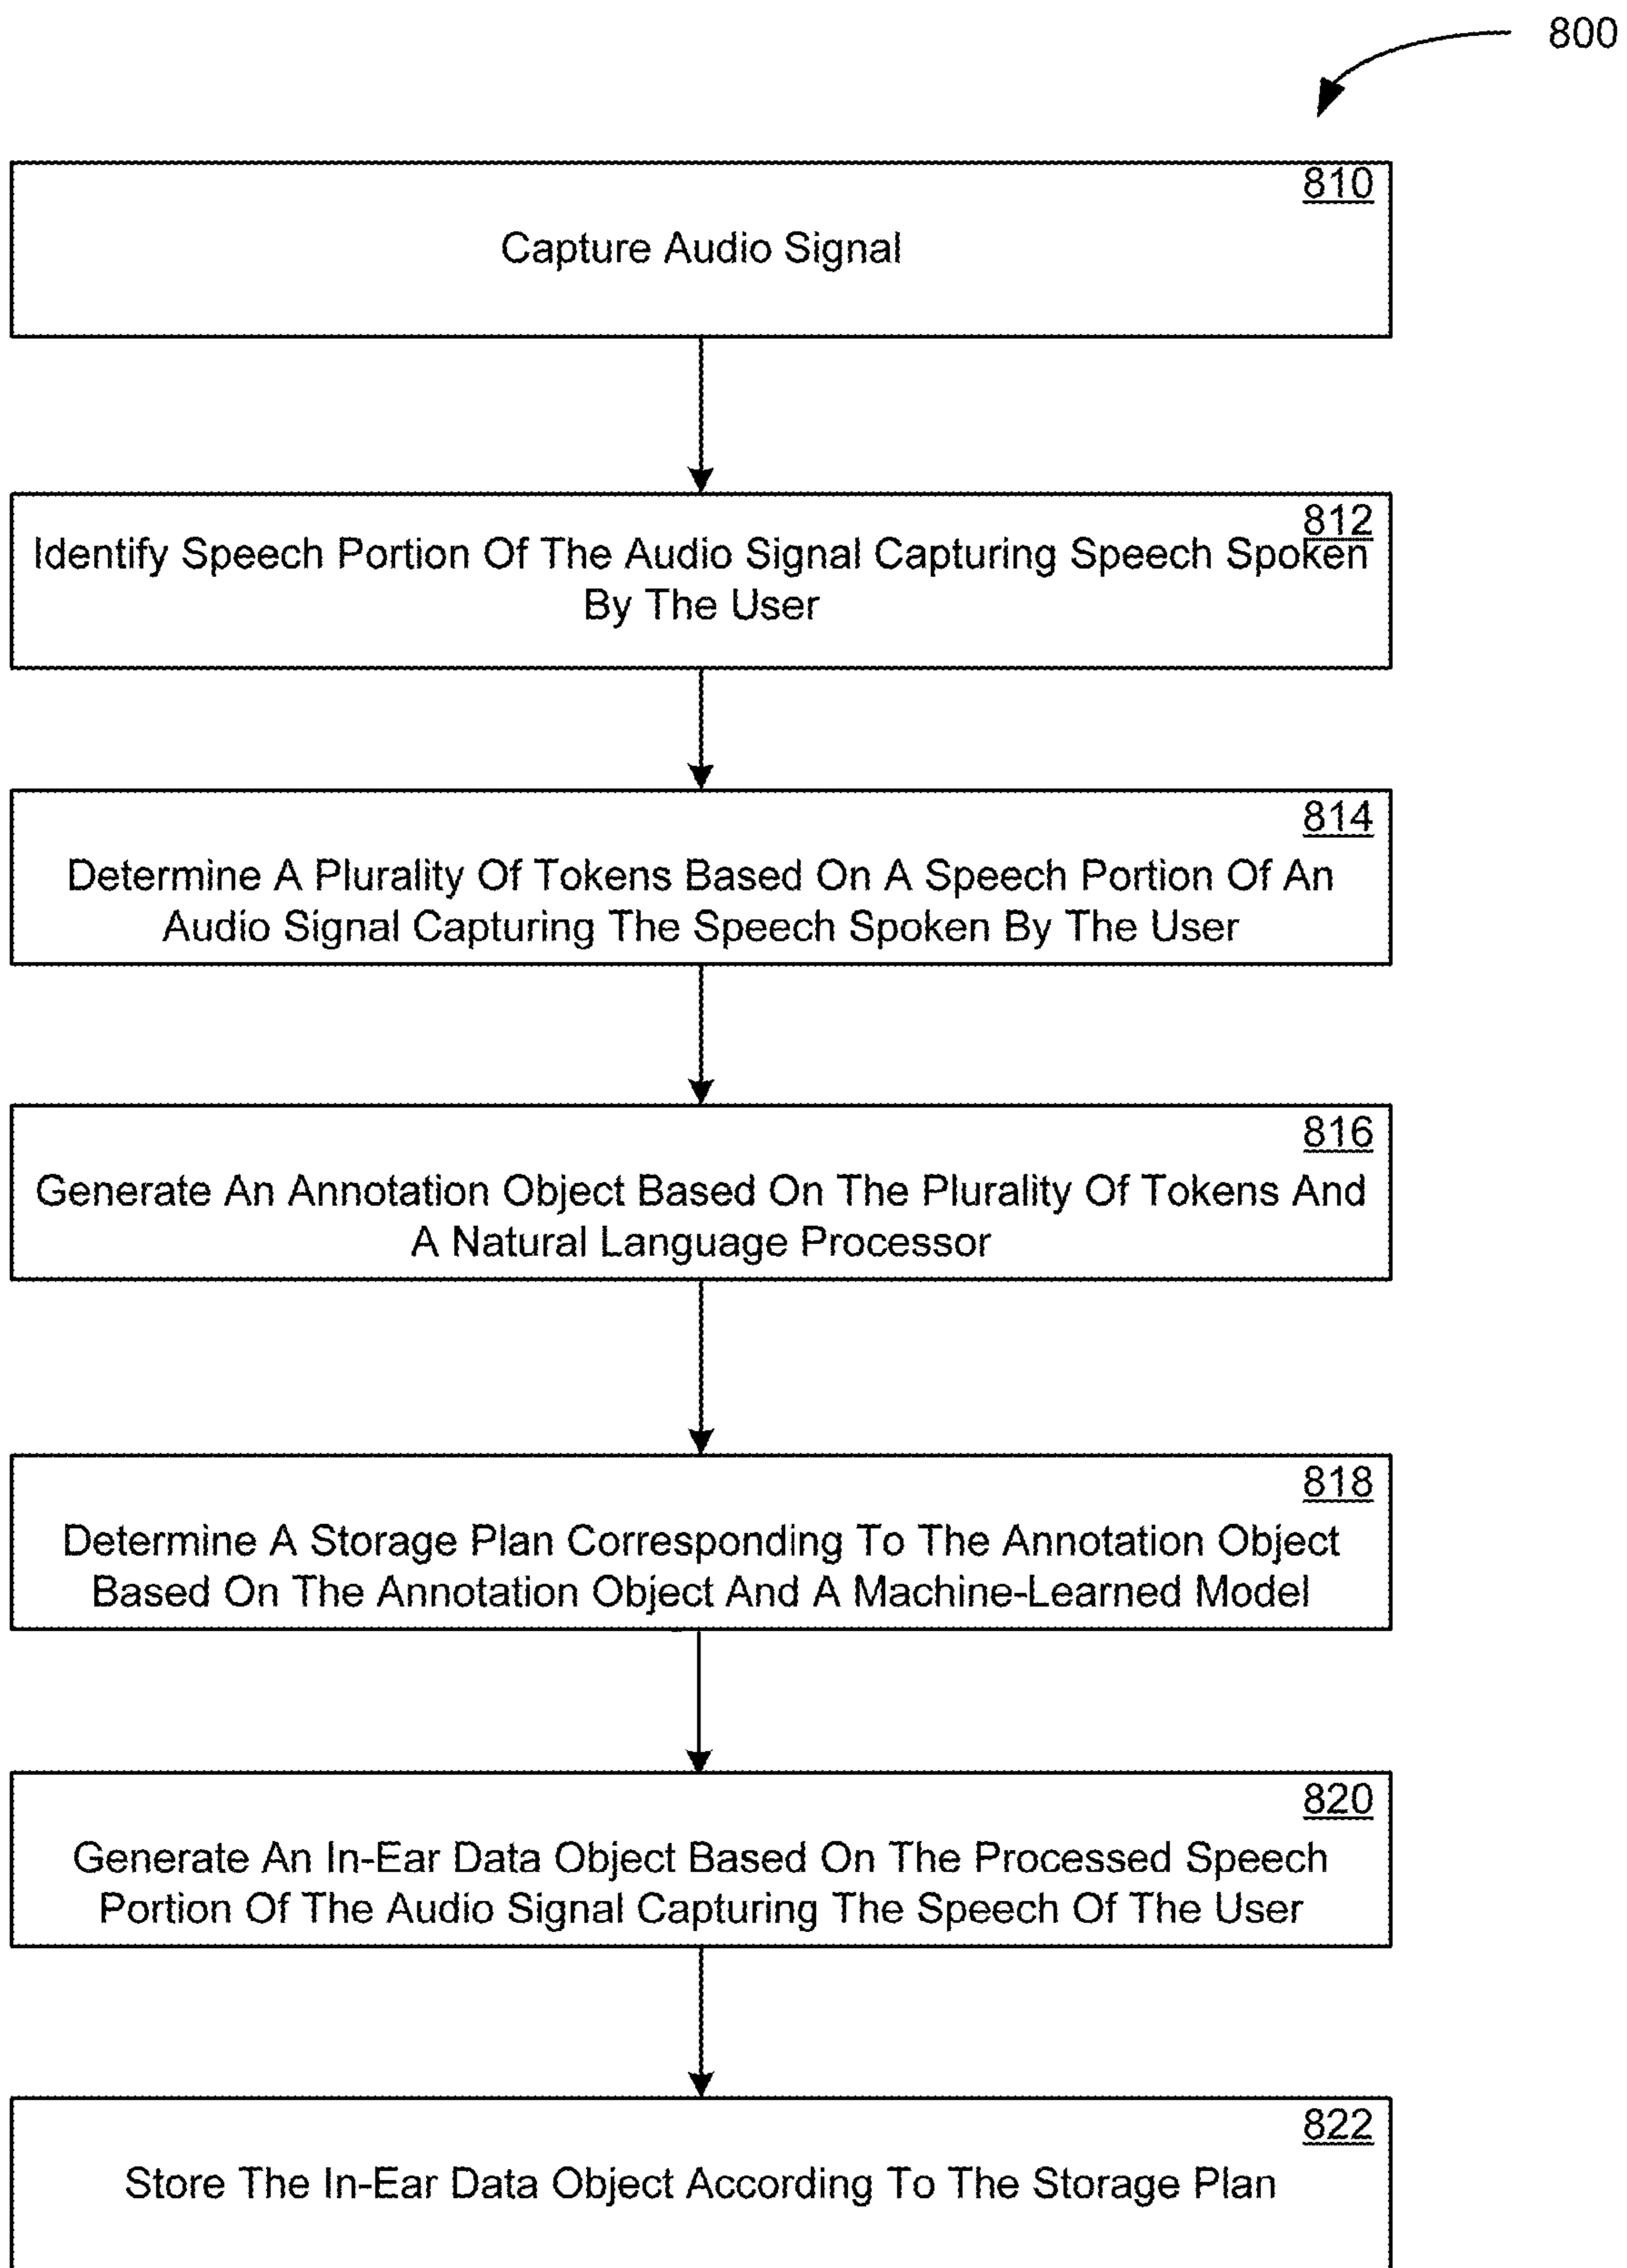 800
810
Capture Audio Signal
812
Identify Speech Portion Of The Audio Signal Capturing Speech Spoken
By The User
814
Determine A Plurality Of Tokens Based On A Speech Portion Of An
Audio Signal Capturing The Speech Spoken By The User
816
Generate An Annotation Object Based On The Plurality Of Tokens And
A Natural Language Processor
818
Determine A Storage Plan Corresponding To The Annotation Object
Based On The Annotation Object And A Machine-Learned Model
820
Generate An In-Ear Data Object Based On The Processed Speech
Portion Of The Audio Signal Capturing The Speech Of The User
822
Store The In-Ear Data Object According To The Storage Plan